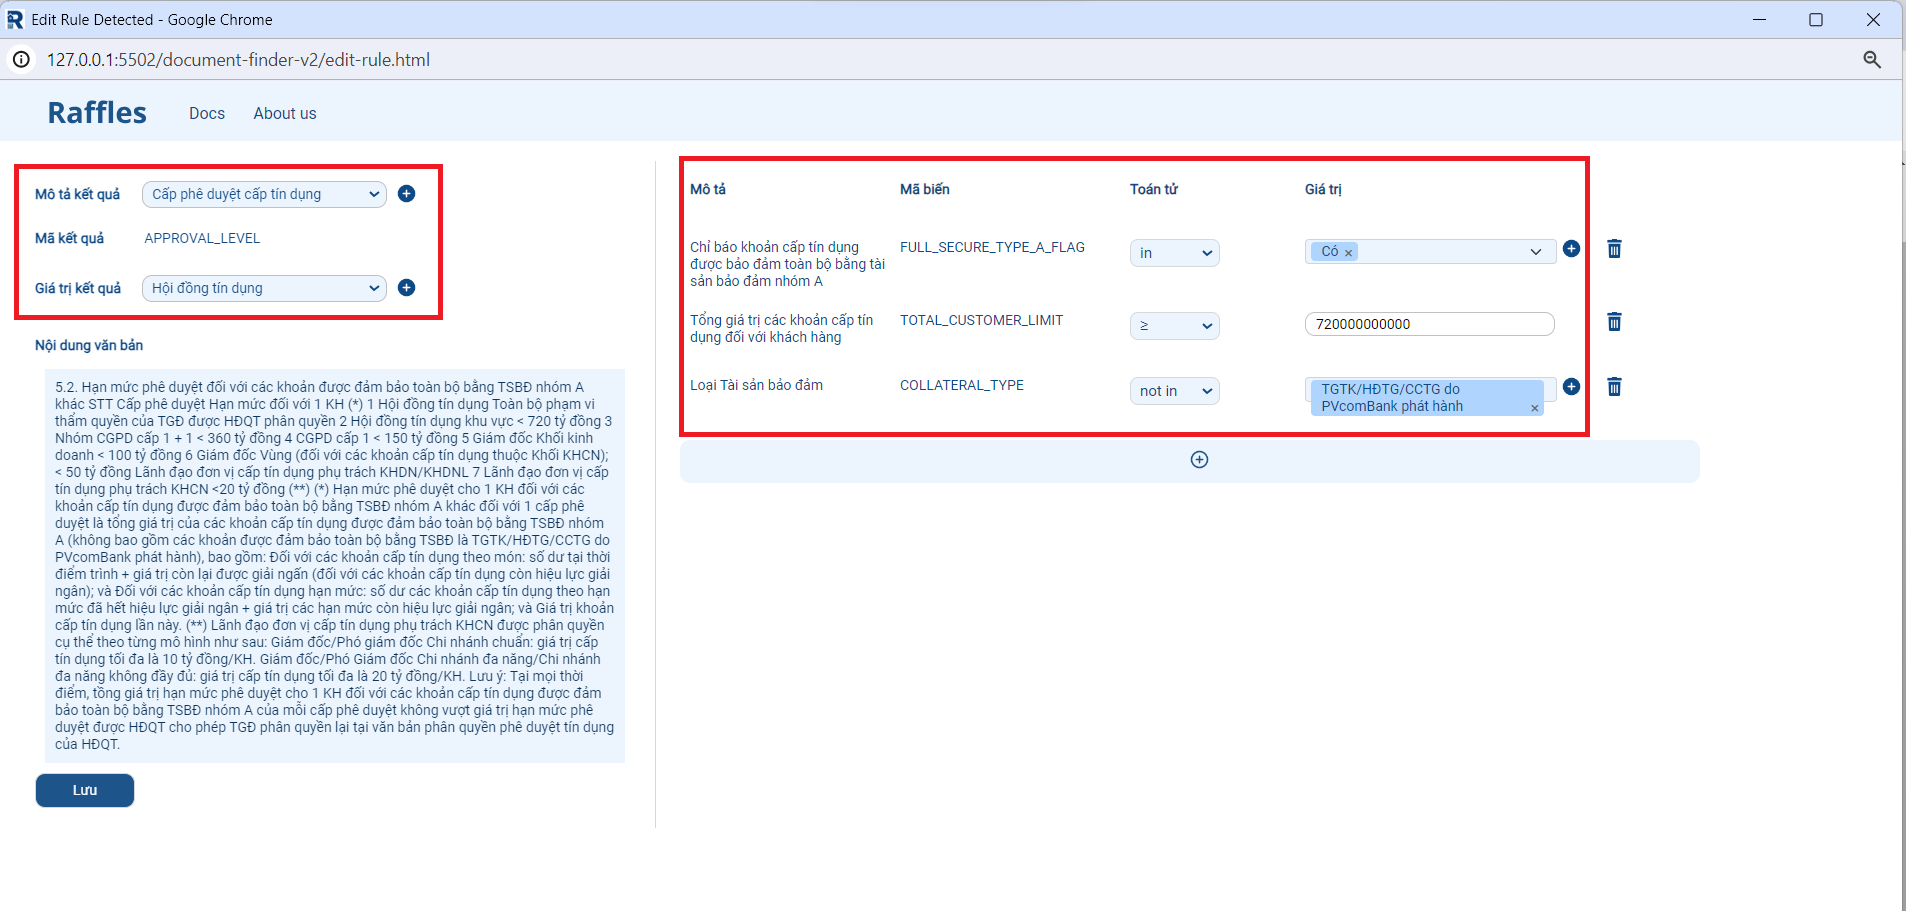 Edit Rule Detected - Google Chrome
127.0.0.1:5502/document-finder-v2/edit-rule.html
Raffles
Docs
About us
Mô tả kết quả
Cấp phê duyệt cấp tín dụng
Mã kết quả
APPROVAL_LEVEL
Giá trị kết quả
Hội đồng tín dụng
Nội dung văn bản
5.2. Hạn mức phê duyệt đối với các khoản được đảm bảo toàn bộ bằng TSBĐ nhóm A
khác STT Cấp phê duyệt Hạn mức đối với 1 KH (*) 1 Hội đồng tín dụng Toàn bộ phạm vi
thẩm quyền của TGĐ được HĐQT phân quyền 2 Hội đồng tín dụng khu vực < 720 tỷ đồng 3
Nhóm CGPD cấp 1 + 1 < 360 tỷ đồng 4 CGPD cấp 1 < 150 tỷ đồng 5 Giám đốc Khối kinh
doanh < 100 tỷ đồng 6 Giám đốc Vùng (đối với các khoản cấp tín dụng thuộc Khối KHCN);
< 50 tỷ đồng Lãnh đạo đơn vị cấp tín dụng phụ trách KHDN/KHDNL 7 Lãnh đạo đơn vị cấp
tín dụng phụ trách KHCN <20 tỷ đồng (**) (*) Hạn mức phê duyệt cho 1 KH đối với các
khoản cấp tín dụng được đảm bảo toàn bộ bằng TSBĐ nhóm A khác đối với 1 cấp phê
duyệt là tổng giá trị của các khoản cấp tín dụng được đảm bảo toàn bộ bằng TSBĐ nhóm
A (không bao gồm các khoản được đảm bảo toàn bộ bằng TSBĐ là TGTK/HĐTG/CCTG do
PVcomBank phát hành), bao gồm: Đối với các khoản cấp tín dụng theo món: số dư tại thời
điểm trình + giá trị còn lại được giải ngấn (đối với các khoản cấp tín dụng còn hiệu lực giải
ngân); và Đối với các khoản cấp tín dụng hạn mức: số dư các khoản cấp tín dụng theo hạn
mức đã hết hiệu lực giải ngân + giá trị các hạn mức còn hiệu lực giải ngân; và Giá trị khoản
cấp tín dụng lần này. (**) Lãnh đạo đơn vị cấp tín dụng phụ trách KHCN được phân quyền
cụ thể theo từng mô hình như sau: Giám đốc/Phó giám đốc Chi nhánh chuẩn: giá trị cấp
tín dụng tối đa là 10 tỷ đồng/KH. Giám đốc/Phó Giám đốc Chi nhánh đa năng/Chi nhánh
đa năng không đầy đủ: giá trị cấp tín dụng tối đa là 20 tỷ đồng/KH. Lưu ý: Tại mọi thời
điểm, tổng giá trị hạn mức phê duyệt cho 1 KH đối với các khoản cấp tín dụng được đảm
bảo toàn bộ bằng TSBĐ nhóm A của mỗi cấp phê duyệt không vượt giá trị hạn mức phê
duyệt được HĐQT cho phép TGĐ phân quyền lại tại văn bản phân quyền phê duyệt tín dụng
của HĐQT.
Lưu
Mô tả
Mã biến
Toán tử
Giá trị
Chỉ báo khoản cấp tín dụng
được bảo đảm toàn bộ bằng tài
sản bảo đảm nhóm A
FULL_SECURE_TYPE_A_FLAG
in
Có ×
Tổng giá trị các khoản cấp tín
dụng đối với khách hàng
TOTAL_CUSTOMER_LIMIT
≥
720000000000
Loại Tài sản bảo đảm
COLLATERAL_TYPE
not in
TGTK/HĐTG/CCTG do
PVcomBank phát hành ×